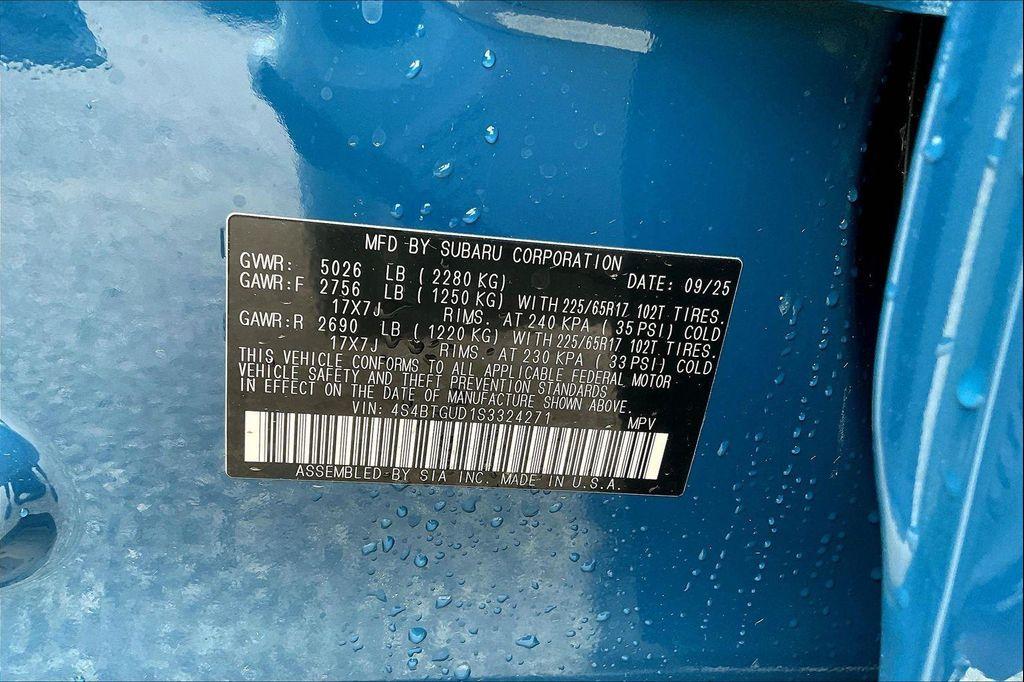 MFD BY SUBARU CORPORATION
GVWR: 5026 LB ( 2280 KG) DATE: 09/25
GAWR:F 2756 LB ( 1250 KG) WITH 225/65R17 102T TIRES,
17X7J RIMS, AT 240 KPA ( 35 PSI) COLD
GAWR:R 2690 LB ( 1220 KG) WITH 225/65R17 102T TIRES,
17X7J RIMS, AT 230 KPA ( 33 PSI) COLD
THIS VEHICLE CONFORMS TO ALL APPLICABLE FEDERAL MOTOR
VEHICLE SAFETY AND THEFT PREVENTION STANDARDS
IN EFFECT ON THE DATE OF MANUFACTURE SHOWN ABOVE.
VIN: 4S4BTGUD1S3324271 MPV
ASSEMBLED BY SIA INC. MADE IN U.S.A.